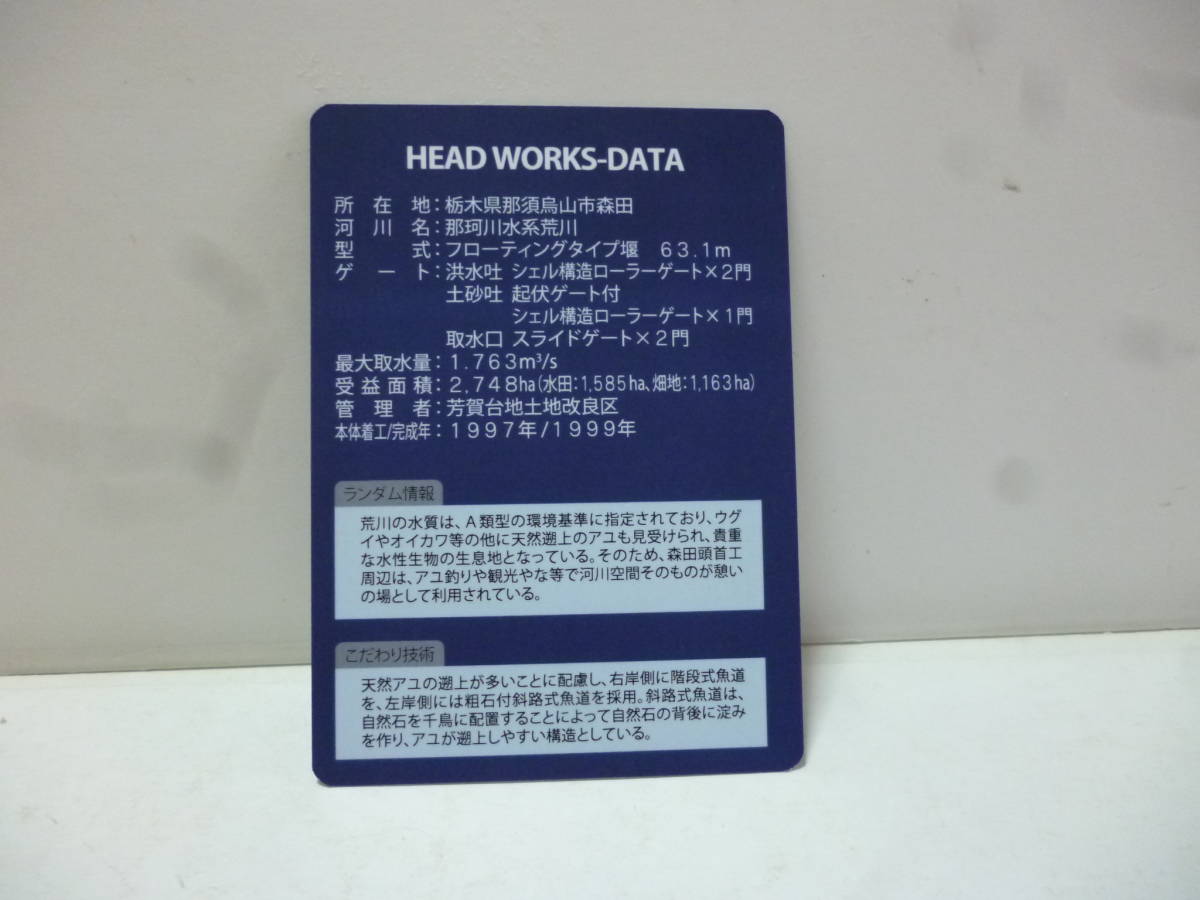 HEAD WORKS-DATA
所在地：栃木県那須烏山市森田
河川名：那珂川水系荒川
型式：フローティングタイプ堰　６３.１ｍ
ゲート：洪水吐 シェル構造ローラーゲート×２門
土砂吐 起伏ゲート付
シェル構造ローラーゲート×１門
取水口 スライドゲート×２門
最大取水量：１.７６３m³/s
受益面積：２,７４８ha（水田：1,585ha、畑地：1,163ha）
管理者：芳賀台地土地改良区
本体着工/完成年：１９９７年/１９９９年
ランダム情報
荒川の水質は、Ａ類型の環境基準に指定されており、ウグ
イやオイカワ等の他に天然遡上のアユも見受けられ、貴重
な水性生物の生息地となっている。そのため、森田頭首工
周辺は、アユ釣りや観光やな等で河川空間そのものが憩い
の場として利用されている。
こだわり技術
天然アユの遡上が多いことに配慮し、右岸側に階段式魚道
を、左岸側には粗石付斜路式魚道を採用。斜路式魚道は、
自然石を千鳥に配置することによって自然石の背後に淀み
を作り、アユが遡上しやすい構造としている。